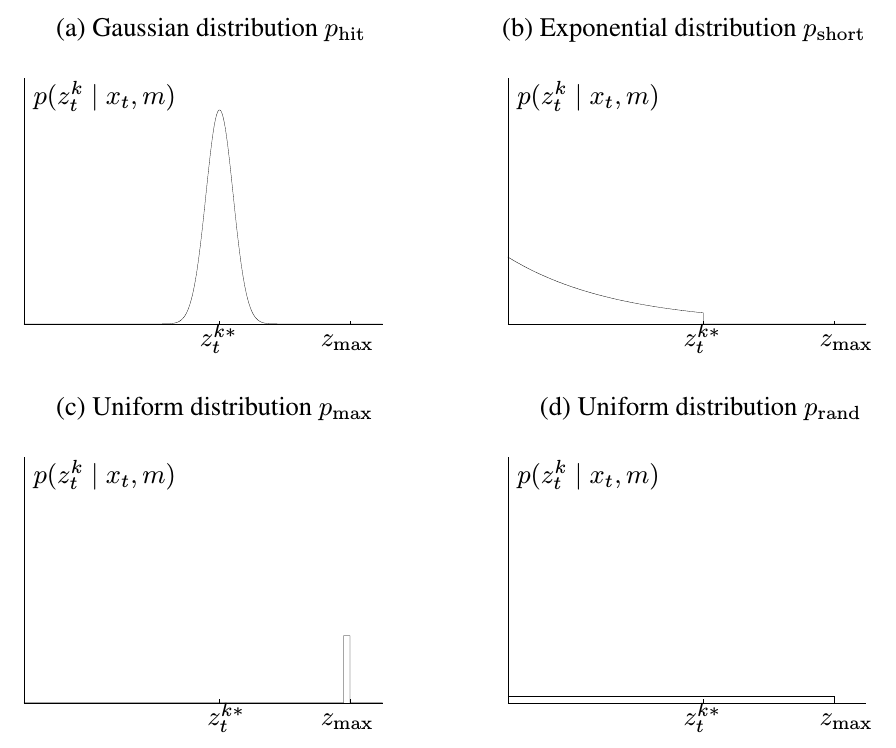 (a) Gaussian distribution p_hit
(b) Exponential distribution p_short
p(z_t^k | x_t, m)
p(z_t^k | x_t, m)
z_t^{k*} z_max
z_t^{k*} z_max
(c) Uniform distribution p_max
(d) Uniform distribution p_rand
p(z_t^k | x_t, m)
p(z_t^k | x_t, m)
z_t^{k*} z_max
z_t^{k*} z_max